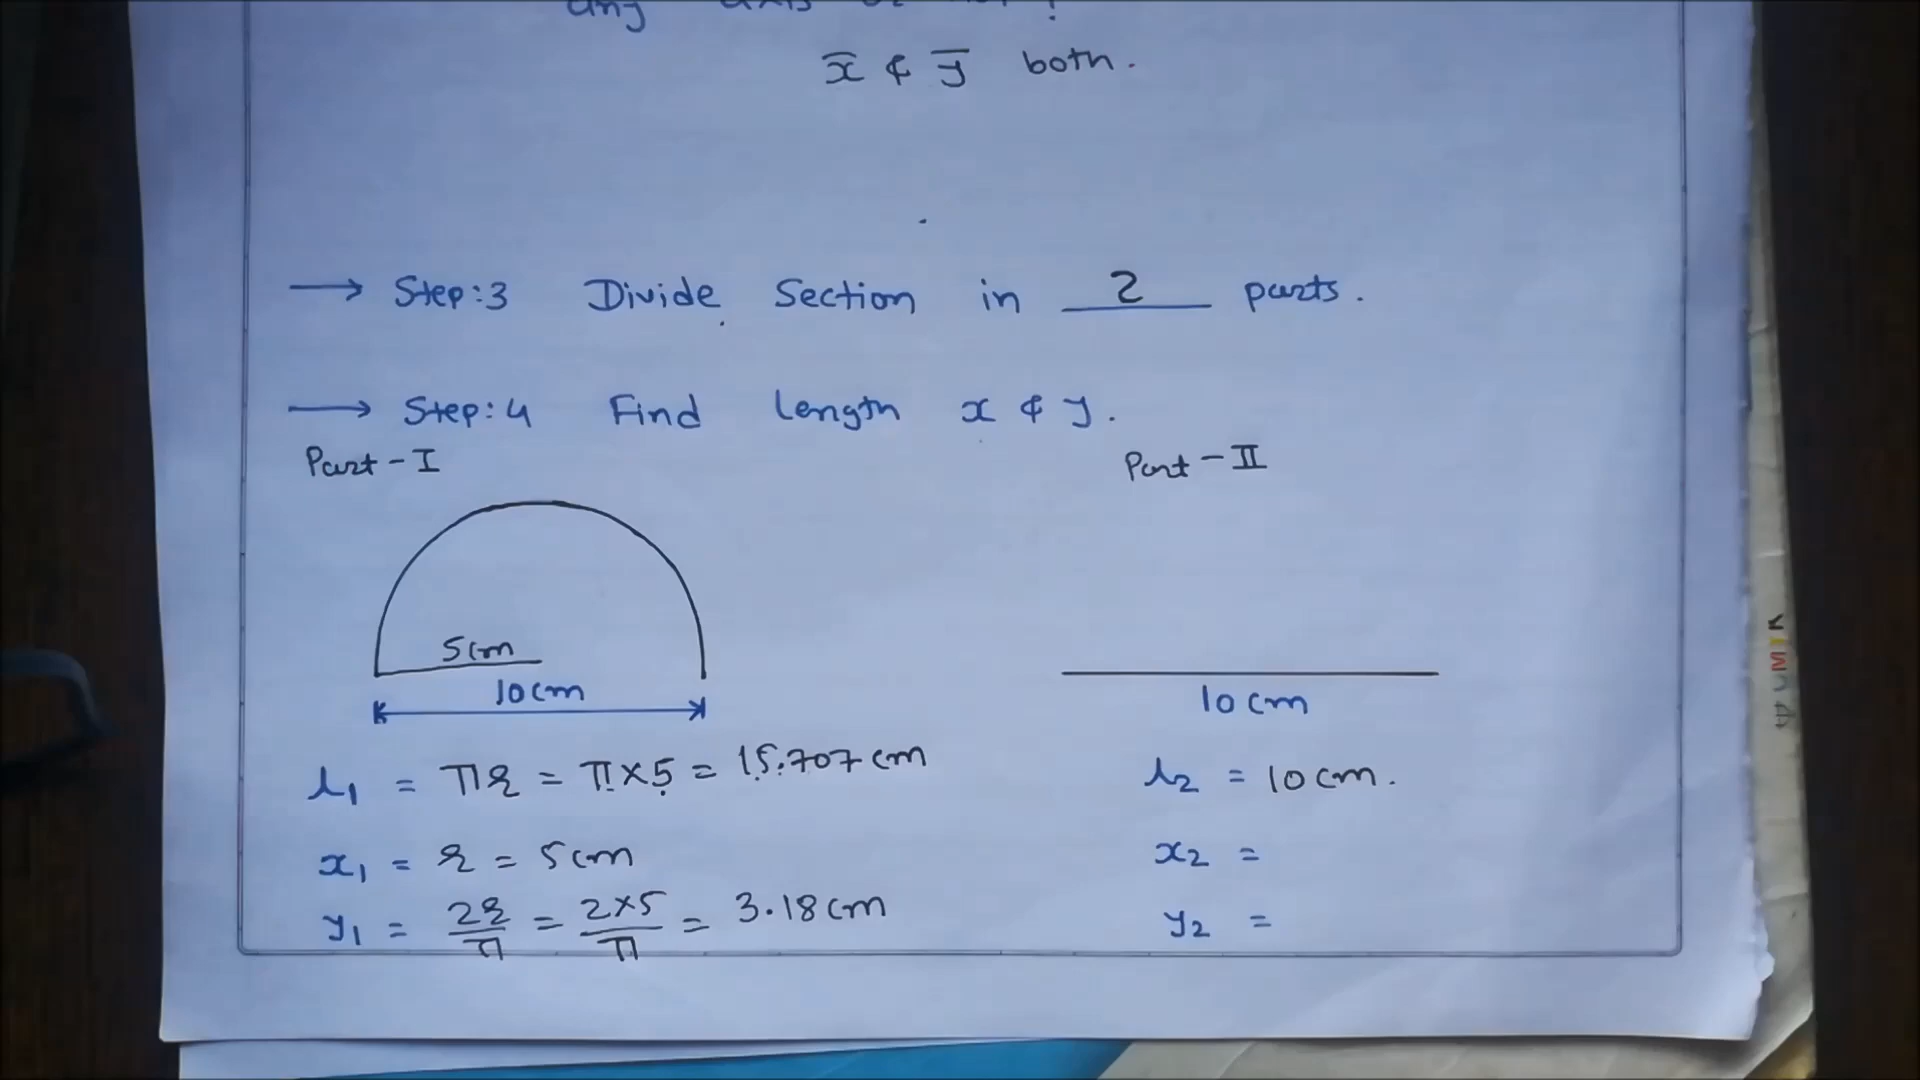 x̄ & ȳ both.
→ Step:3 Divide Section in 2 parts.
→ Step:4 Find length x & y.
Part-I
Part-II
5cm
10cm
10 cm
l₁ = πr = π×5 = 15.707 cm
l₂ = 10 cm.
x₁ = r = 5 cm
x₂ =
y₁ = 2r/π = 2×5/π = 3.18 cm
y₂ =